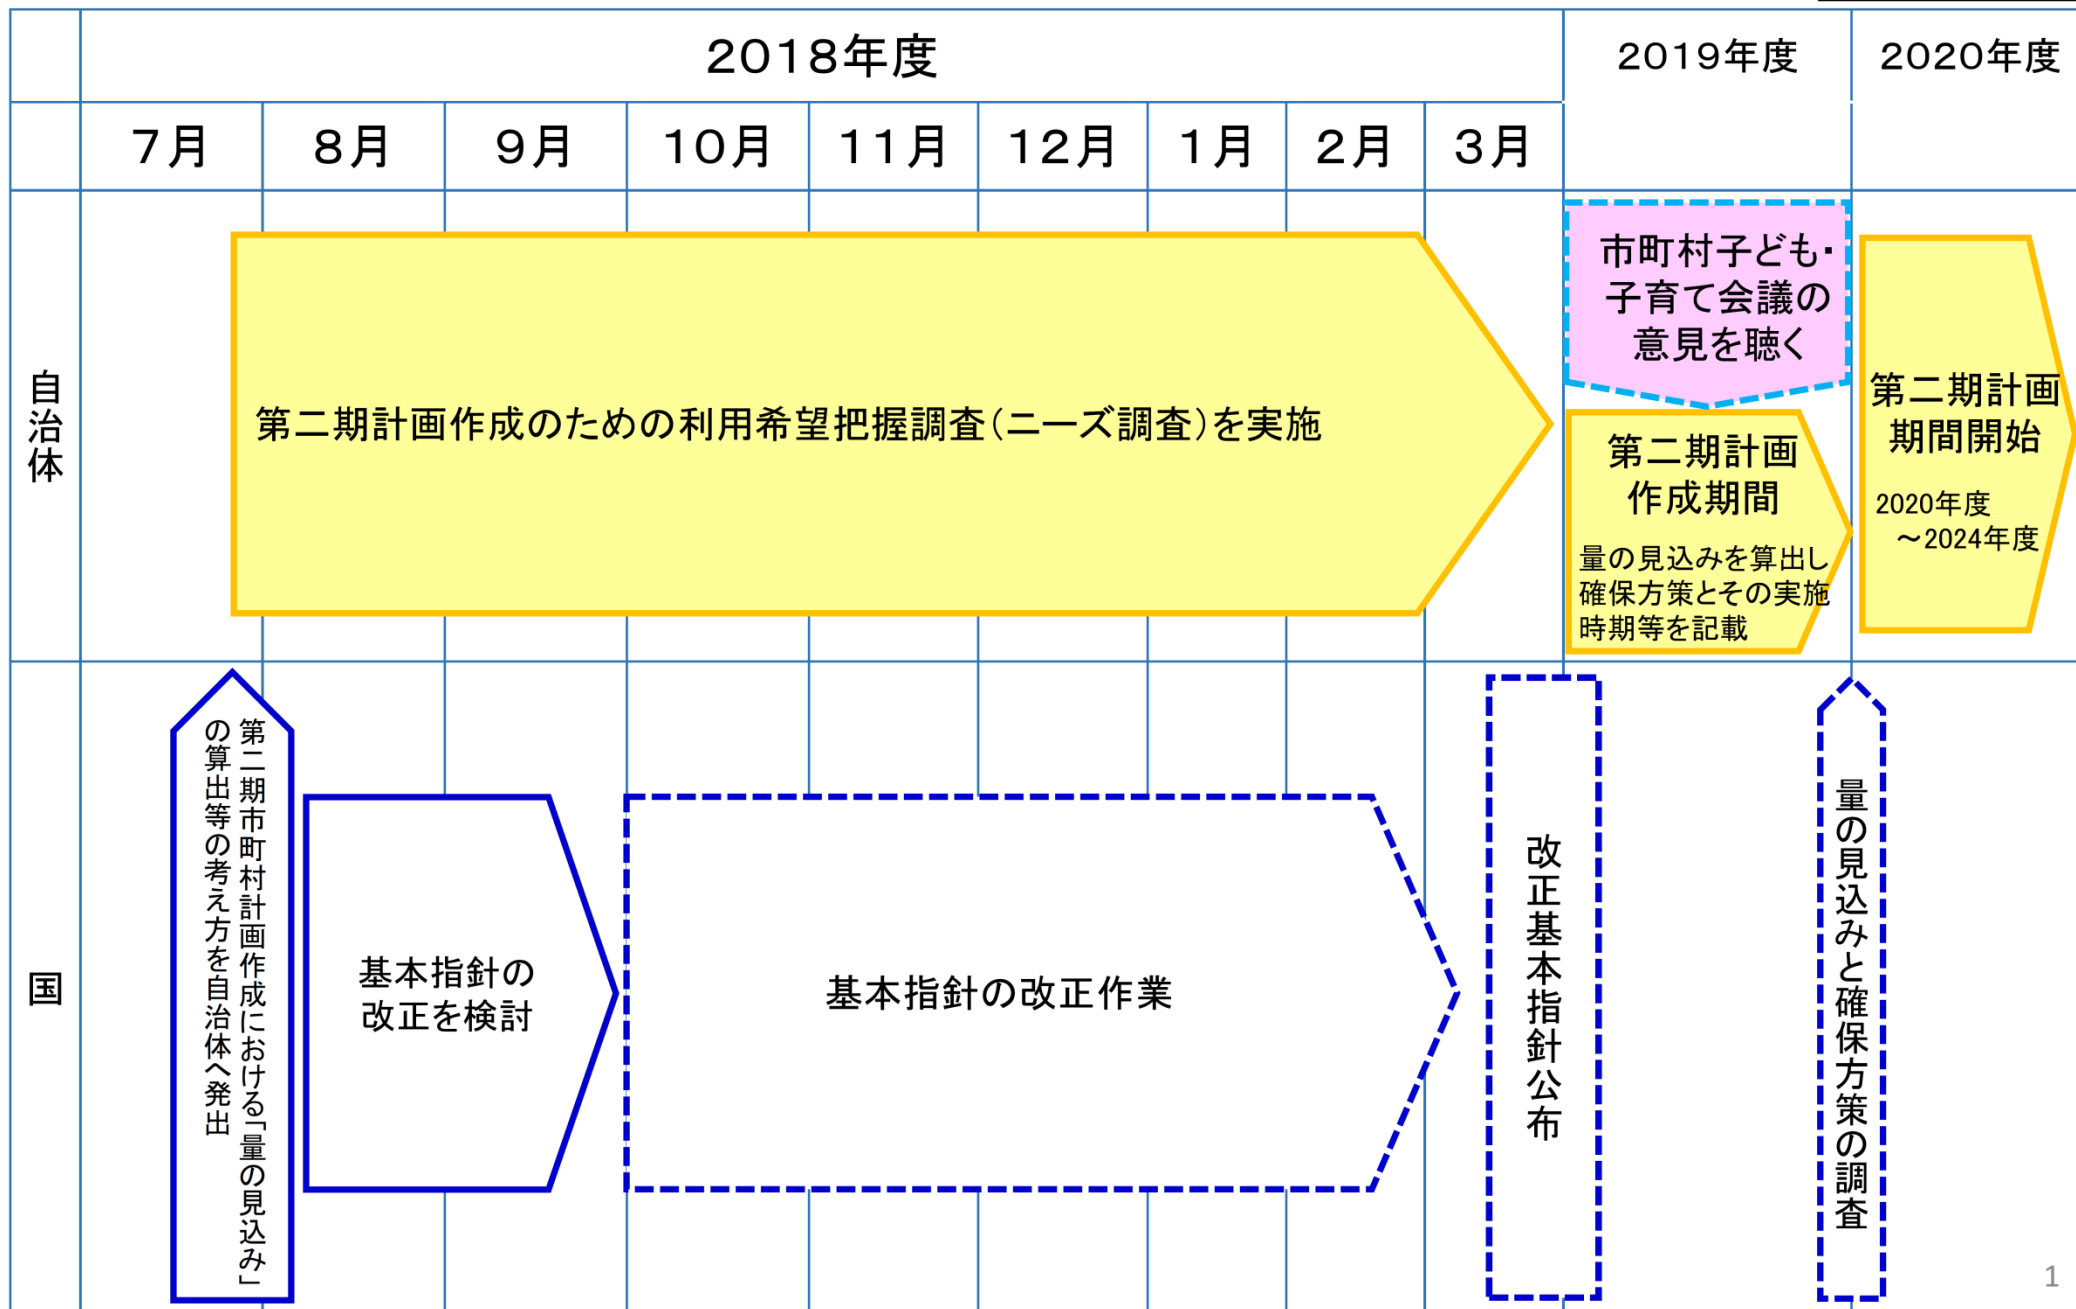 2018年度
2019年度
2020年度
7月
8月
9月
10月
11月
12月
1月
2月
3月
自治体
第二期計画作成のための利用希望把握調査(ニーズ調査)を実施
市町村子ども・
子育て会議の
意見を聴く
第二期計画
作成期間
量の見込みを算出し
確保方策とその実施
時期等を記載
第二期計画
期間開始
2020年度
～2024年度
国
第二期市町村計画作成における「量の見込み」
の算出等の考え方を自治体へ発出
基本指針の
改正を検討
基本指針の改正作業
改正基本指針公布
量の見込みと確保方策の調査
1